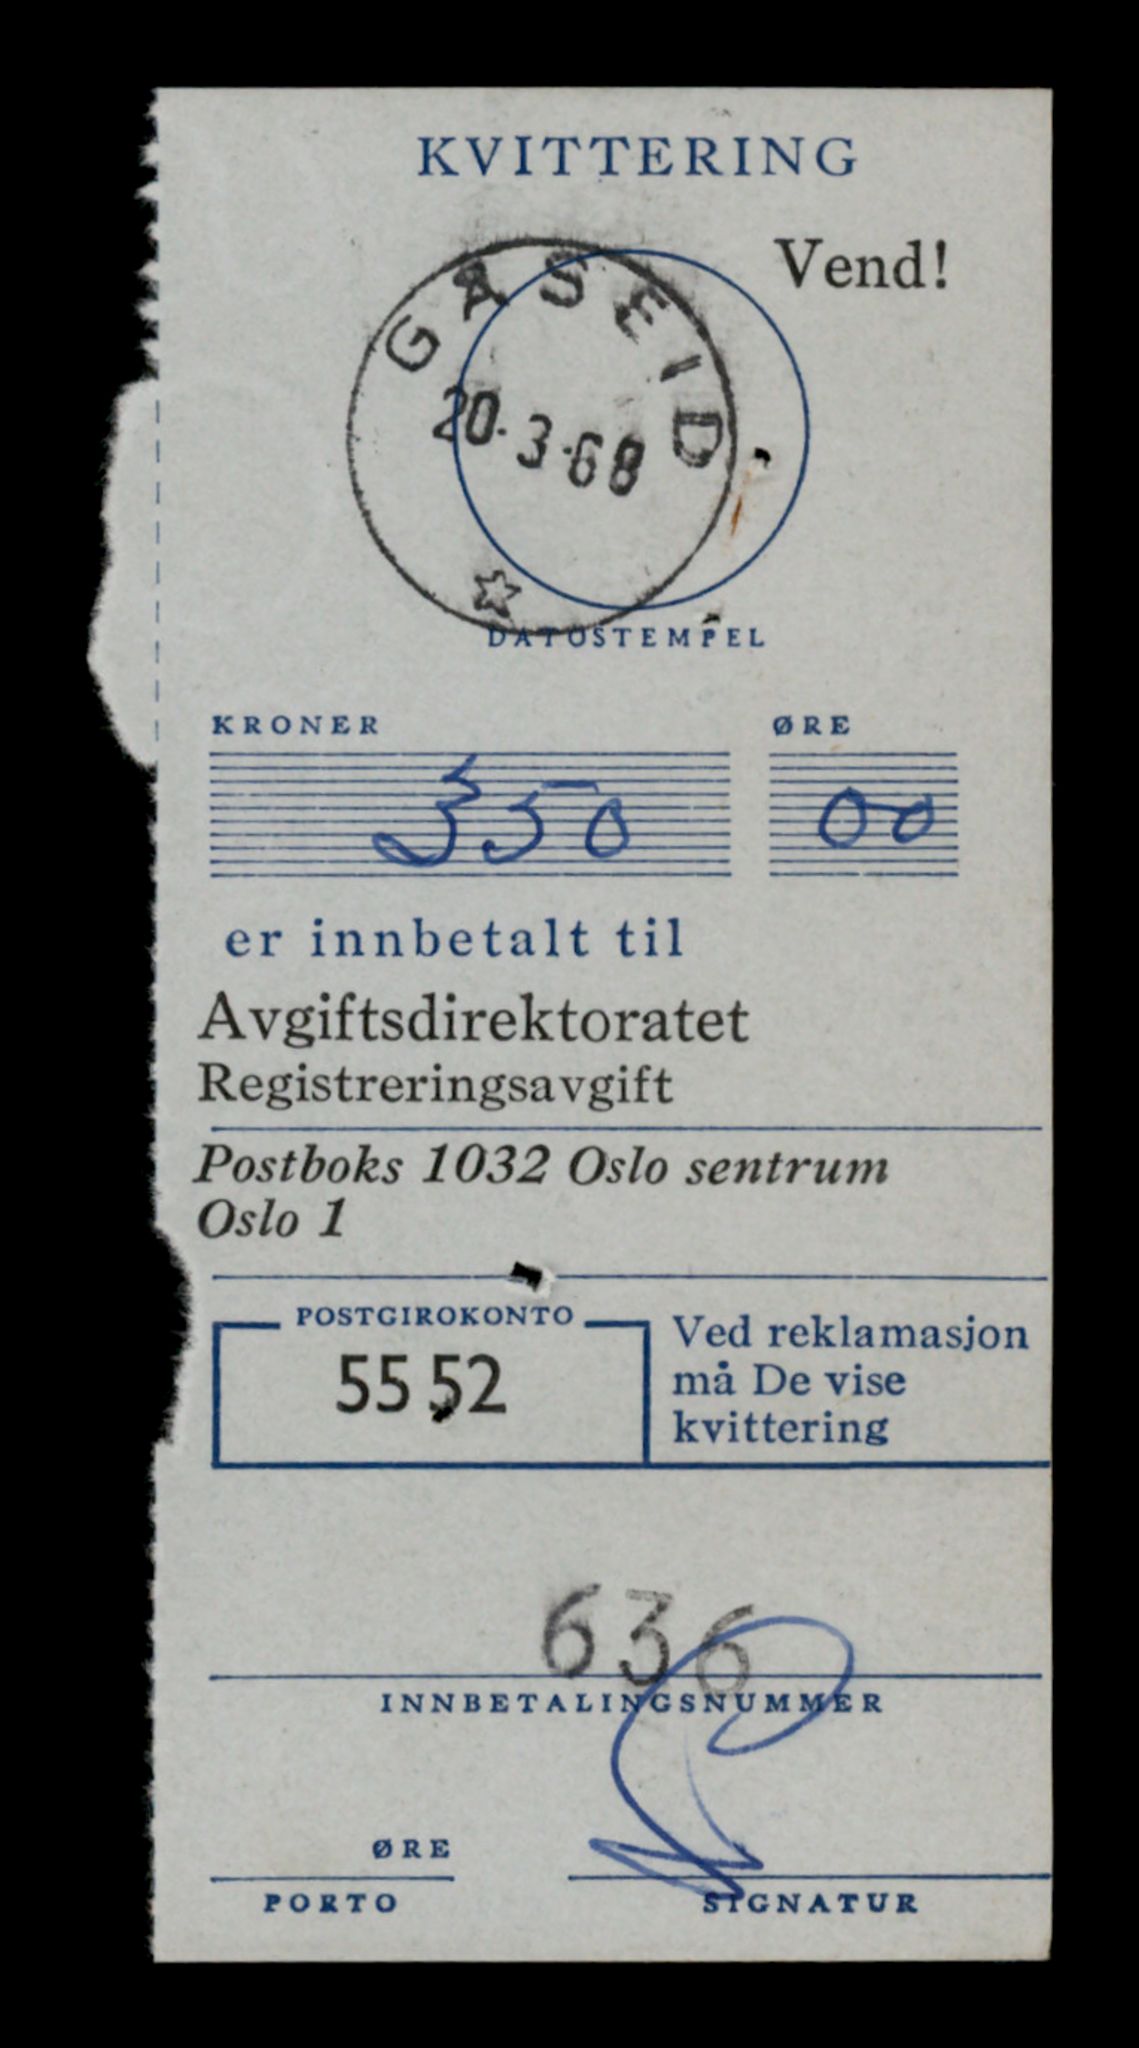 KVITTERING
Vend!
GÅSEID
20.3.68
DATOSTEMPEL
KRONER ØRE
350 00
er innbetalt til
Avgiftsdirektoratet
Registreringsavgift
Postboks 1032 Oslo sentrum
Oslo 1
POSTGIROKONTO
55 52
Ved reklamasjon
må De vise
kvittering
636
INNBETALINGSNUMMER
ØRE
PORTO
SIGNATUR